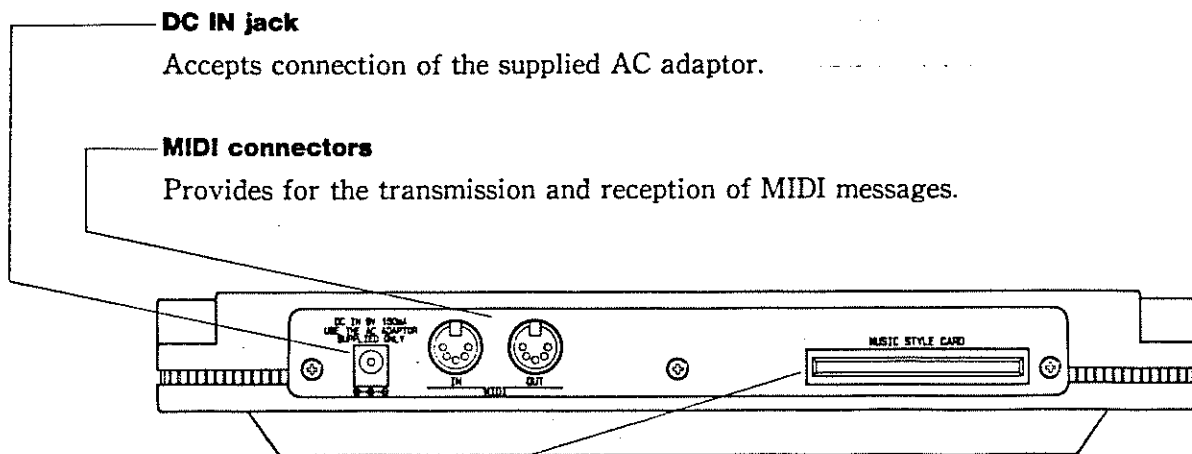 DC IN jack
Accepts connection of the supplied AC adaptor.
MIDI connectors
Provides for the transmission and reception of MIDI messages.
DC IN 9V 150mA
USE THE AC ADAPTOR
SUPPLIED ONLY
IN
OUT
MIDI
MUSIC STYLE CARD